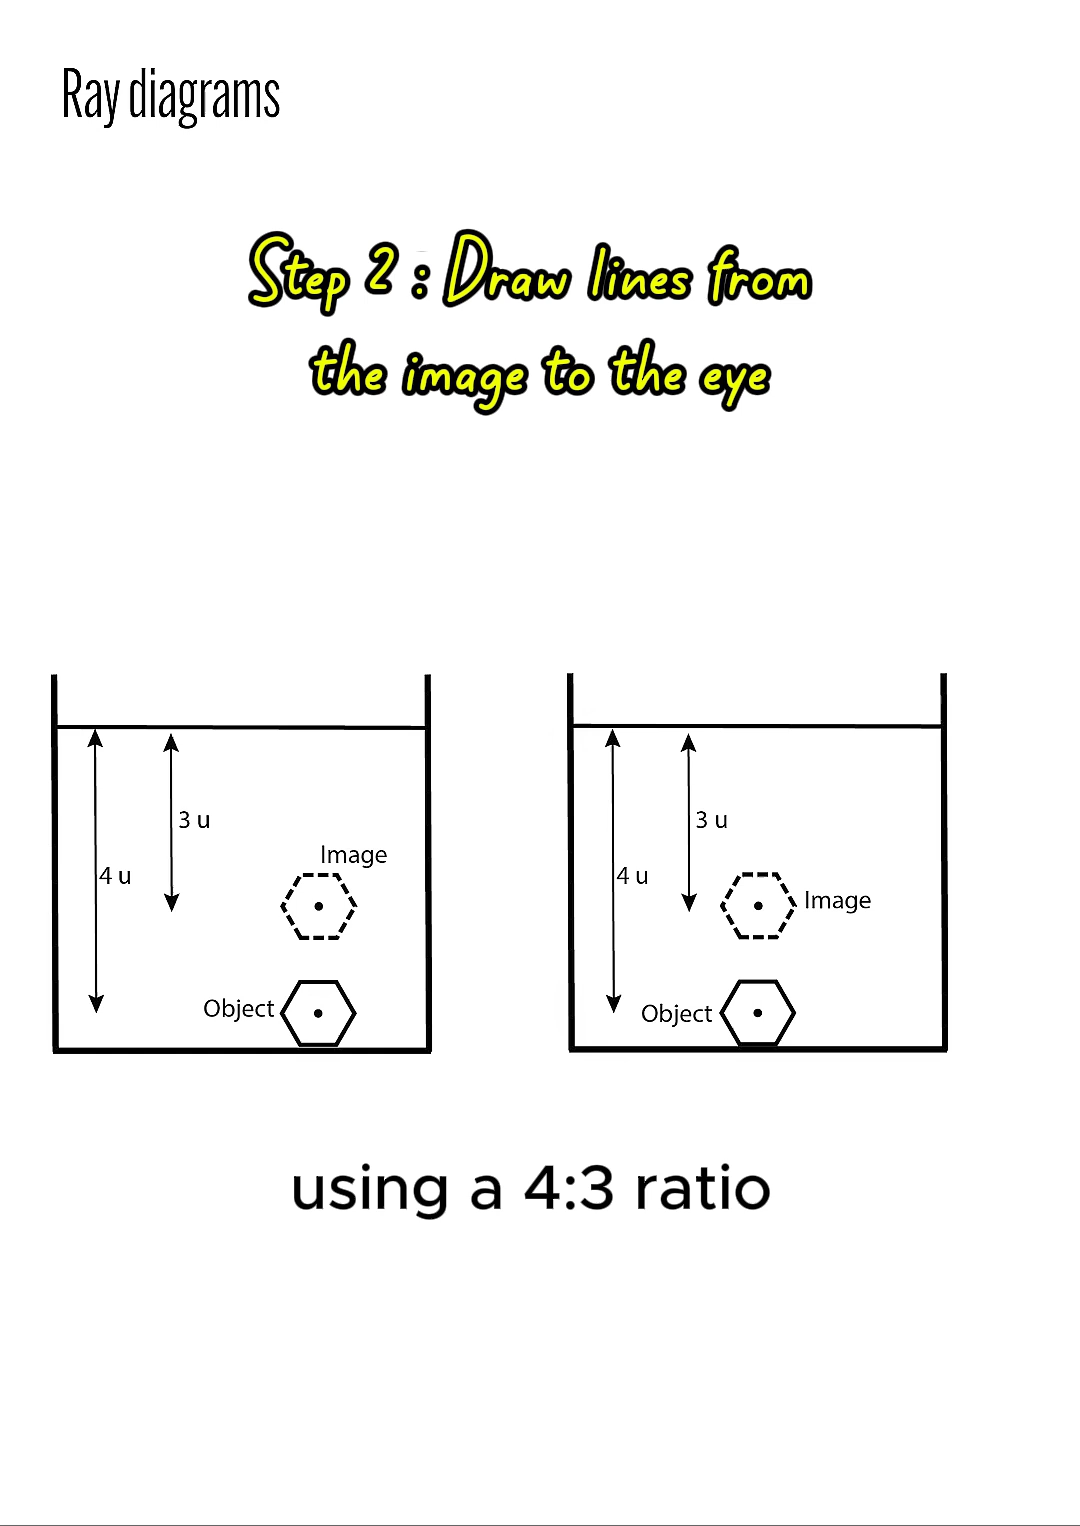 Ray diagrams
Step 2 : Draw lines from
the image to the eye
3 u
4 u
Image
Object
3 u
4 u
Image
Object
using a 4:3 ratio